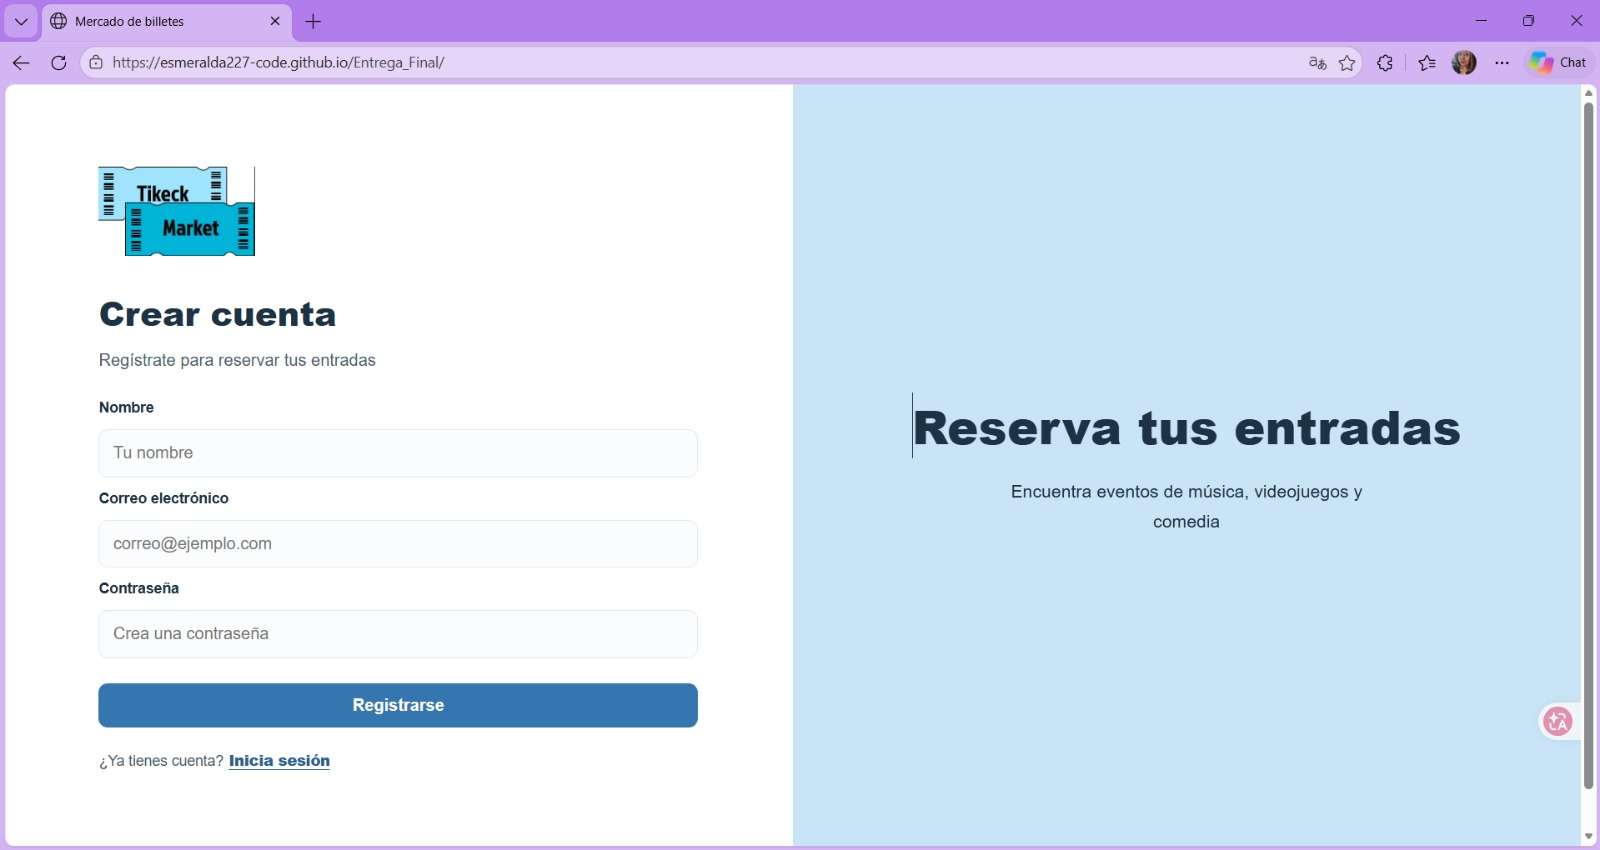 Mercado de billetes
https://esmeralda227-code.github.io/Entrega_Final/
Chat
Tikeck
Market
Crear cuenta
Regístrate para reservar tus entradas
Nombre
Tu nombre
Correo electrónico
correo@ejemplo.com
Contraseña
Crea una contraseña
Registrarse
¿Ya tienes cuenta? Inicia sesión
Reserva tus entradas
Encuentra eventos de música, videojuegos y
comedia